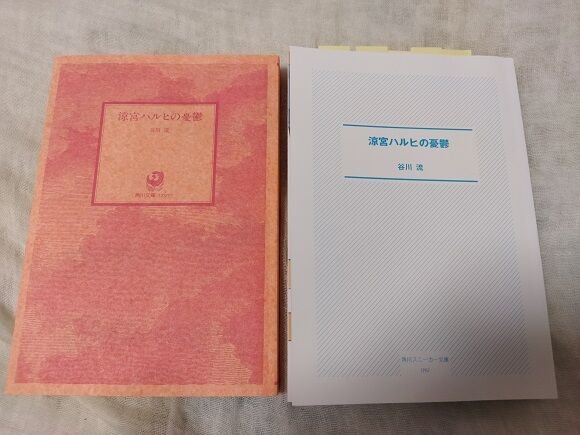 涼宮ハルヒの憂鬱
谷川 流
角川文庫
涼宮ハルヒの憂鬱
谷川 流
角川スニーカー文庫